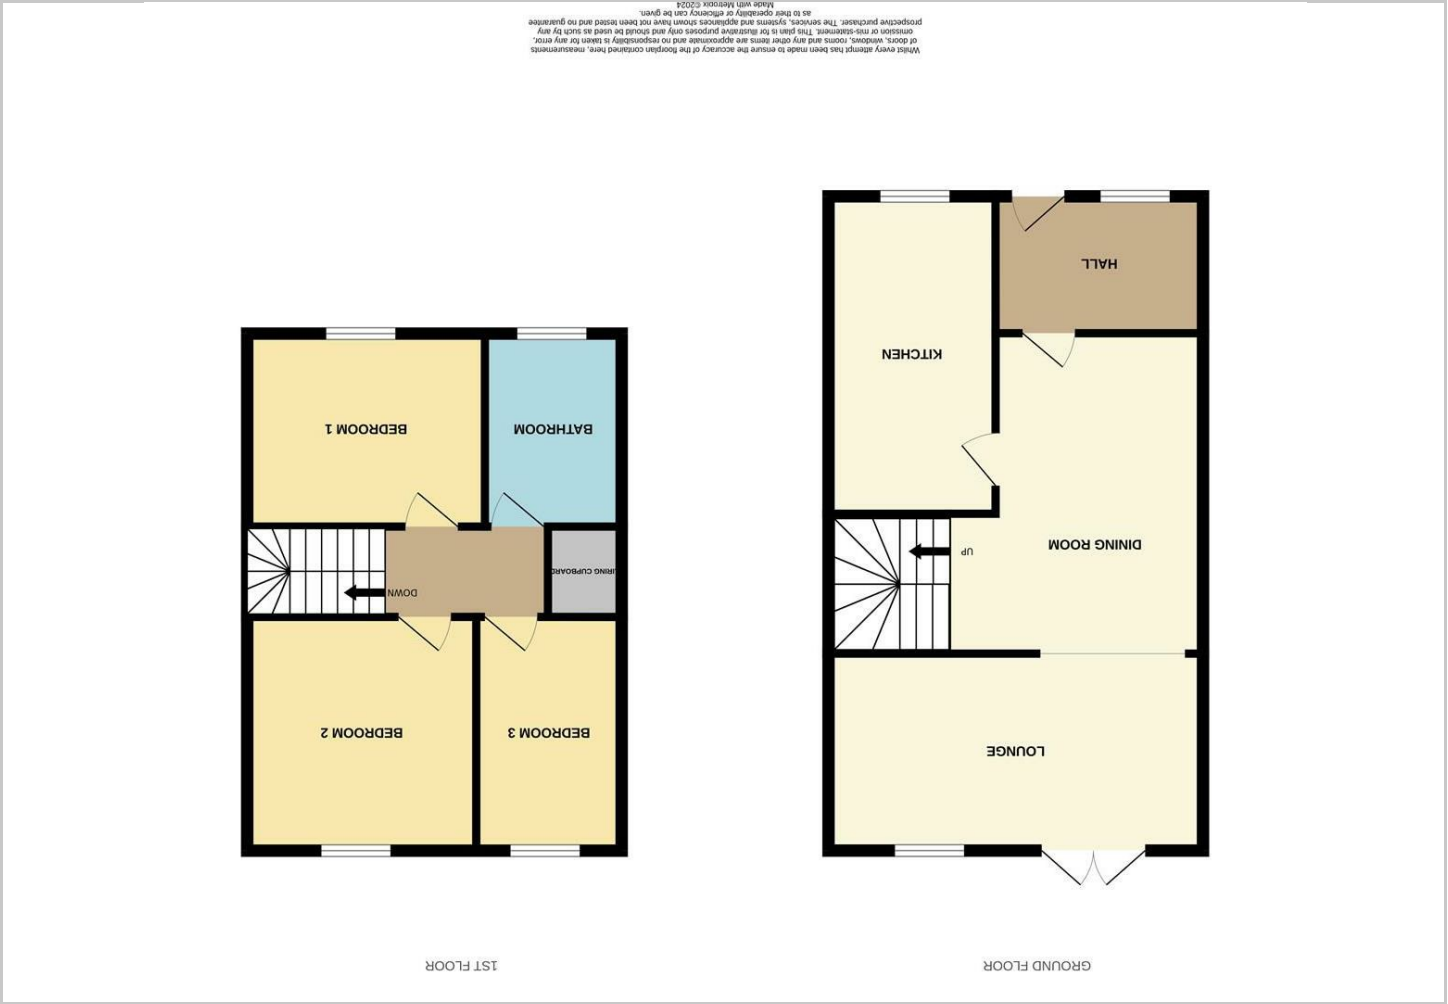 GROUND FLOOR
1ST FLOOR
LOUNGE
DINING ROOM
UP
KITCHEN
HALL
BEDROOM 3
BEDROOM 2
DOWN
AIRING CUPBOARD
BATHROOM
BEDROOM 1
Whilst every attempt has been made to ensure the accuracy of the floorplan contained here, measurements
of doors, windows, rooms and any other items are approximate and no responsibility is taken for any error,
omission or mis-statement. This plan is for illustrative purposes only and should be used as such by any
prospective purchaser. The services, systems and appliances shown have not been tested and no guarantee
as to their operability or efficiency can be given.
Made with Metropix ©2024